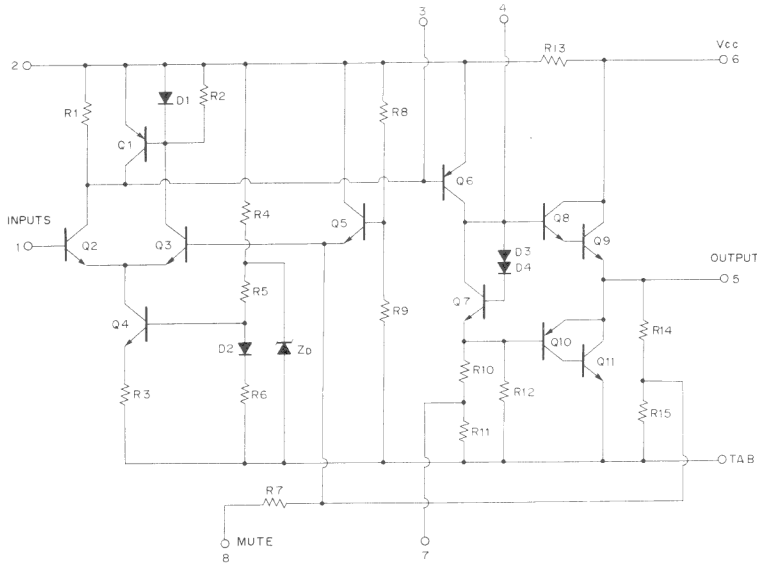 3
4
R13
Vcc
2
6
R1
D1
R2
R8
Q1
Q6
INPUTS
R4
Q8
1
Q2
Q3
Q5
Q9
D3
D4
OUTPUT
5
R5
Q7
R9
Q4
R14
D2
ZD
Q10
Q11
R10
R12
R3
R6
R15
R11
TAB
R7
MUTE
8
7